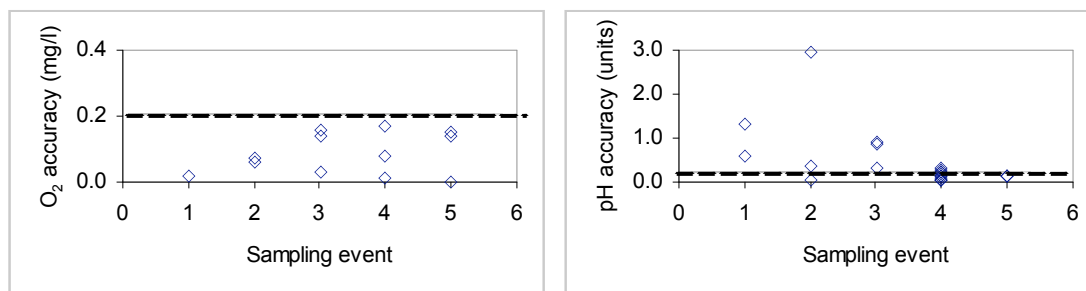 O2 accuracy (mg/l)
0.4
0.2
0.0
0 1 2 3 4 5 6
Sampling event
pH accuracy (units)
3.0
2.0
1.0
0.0
0 1 2 3 4 5 6
Sampling event